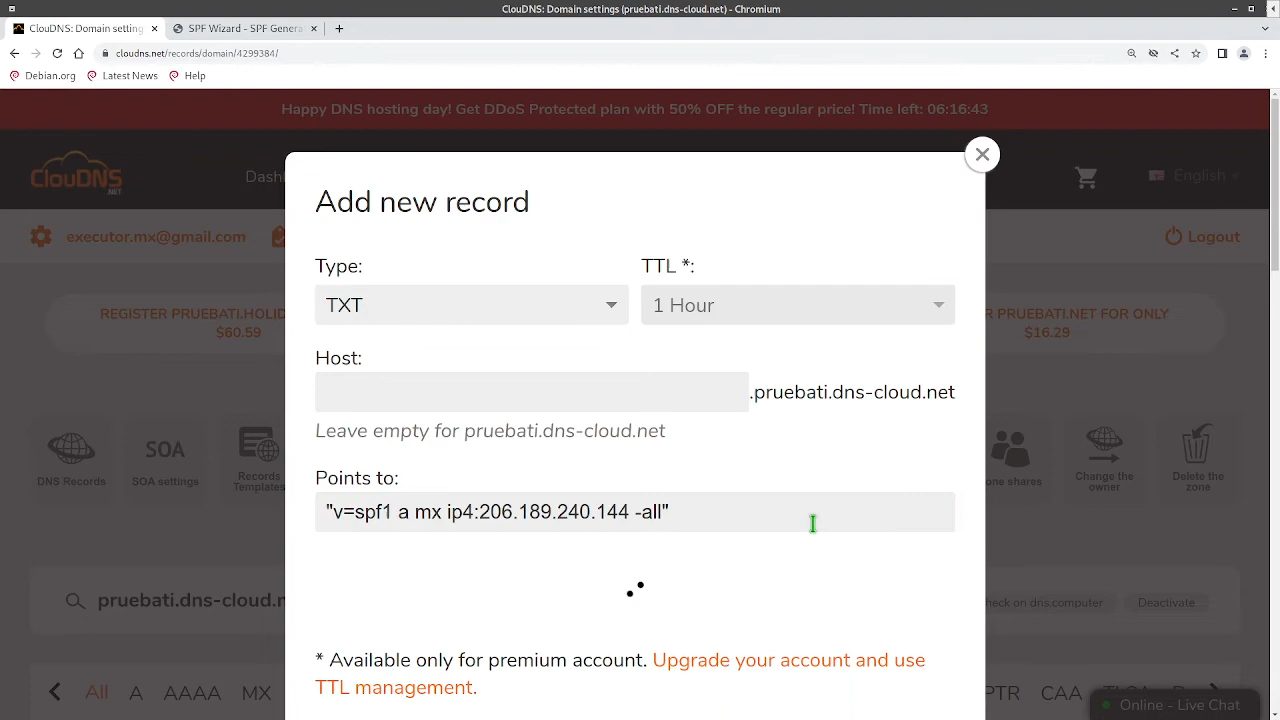 ClouDNS: Domain settings (pruebati.dns-cloud.net) - Chromium
ClouDNS: Domain setting
SPF Wizard - SPF Genera
cloudns.net/records/domain/4299384/
Debian.org
Latest News
Help
Happy DNS hosting day! Get DDoS Protected plan with 50% OFF the regular price! Time left: 06:16:43
ClouDNS
.NET
Dash
English
executor.mx@gmail.com
Logout
REGISTER PRUEBATI.HOLID
$60.59
PRUEBATI.NET FOR ONLY
$16.29
Add new record
Type:
TTL *:
TXT
1 Hour
Host:
.pruebati.dns-cloud.net
Leave empty for pruebati.dns-cloud.net
Points to:
"v=spf1 a mx ip4:206.189.240.144 -all"
* Available only for premium account. Upgrade your account and use
TTL management.
DNS Records
SOA
SOA settings
Records
Templates
one shares
Change the
owner
Delete the
zone
pruebati.dns-cloud.n
heck on dns.computer
Deactivate
All
A
AAAA
MX
PTR
CAA
Online - Live Chat